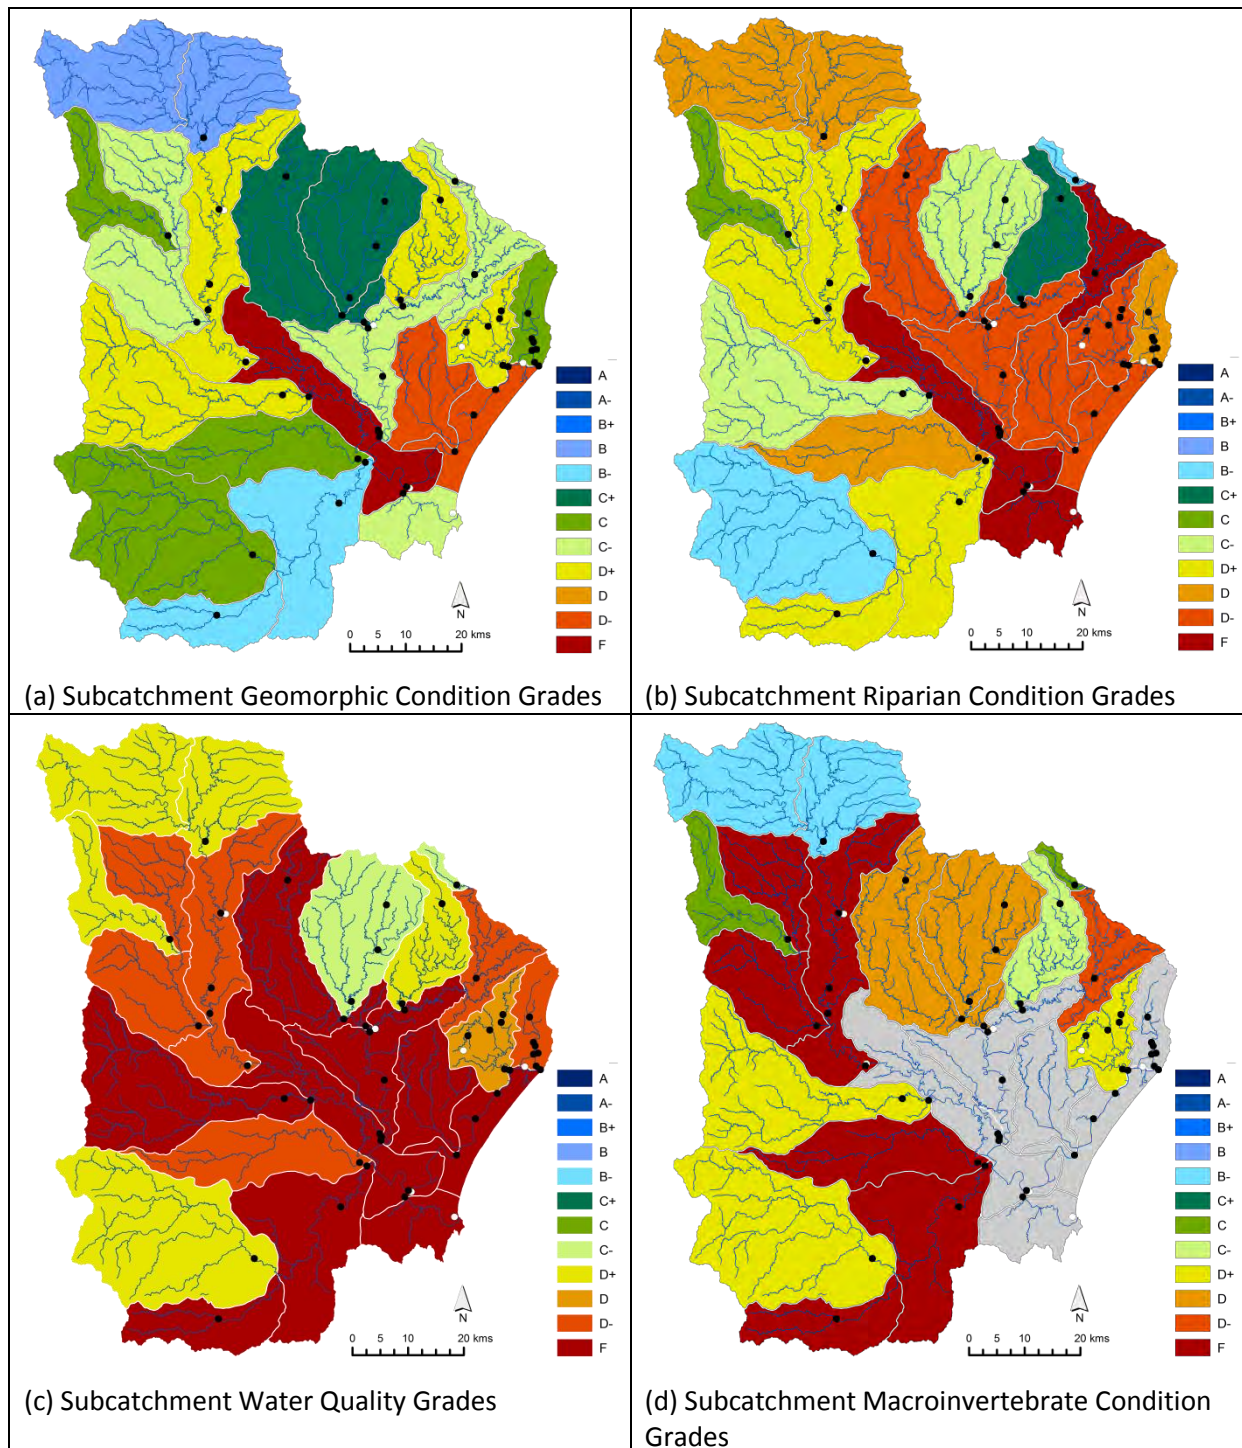 A
A-
B+
B
B-
C+
C
C-
D+
D
D-
F
N
0 5 10 20 kms
(a) Subcatchment Geomorphic Condition Grades
A
A-
B+
B
B-
C+
C
C-
D+
D
D-
F
N
0 5 10 20 kms
(b) Subcatchment Riparian Condition Grades
A
A-
B+
B
B-
C+
C
C-
D+
D
D-
F
N
0 5 10 20 kms
(c) Subcatchment Water Quality Grades
A
A-
B+
B
B-
C+
C
C-
D+
D
D-
F
N
0 5 10 20 kms
(d) Subcatchment Macroinvertebrate Condition
Grades